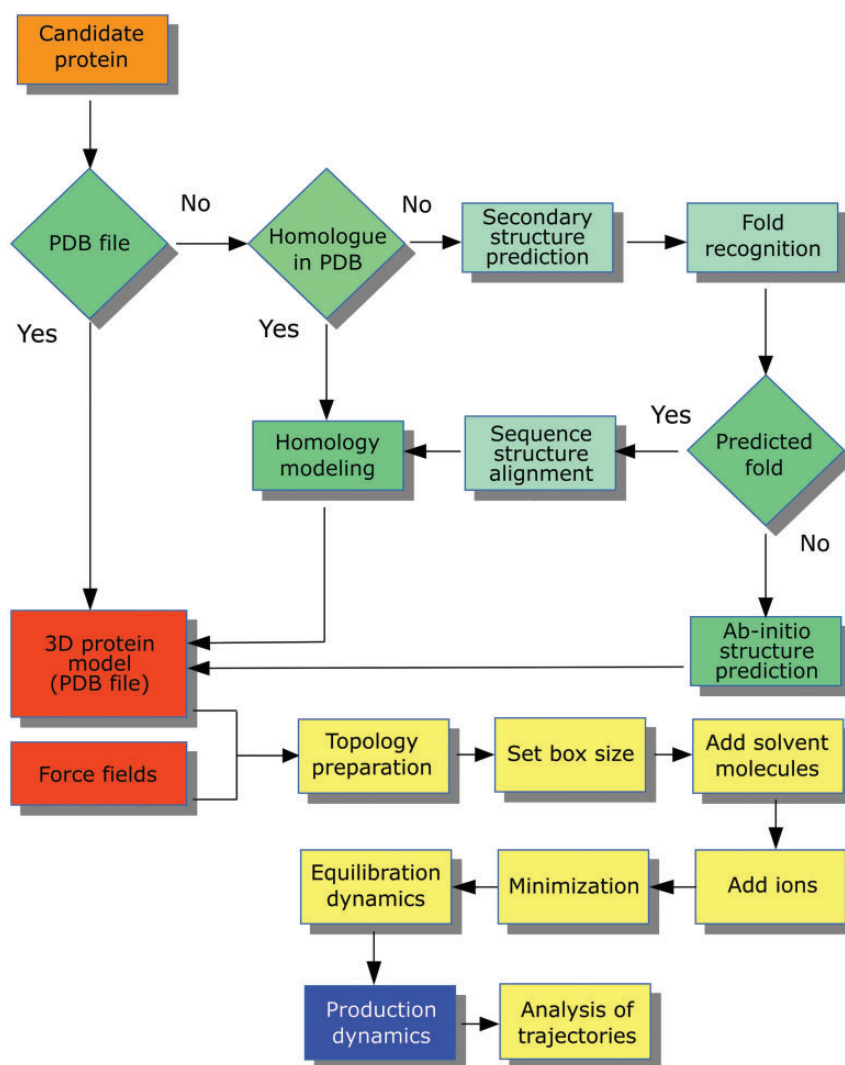 Candidate
protein
PDB file
No
Homologue
in PDB
No
Secondary
structure
prediction
Fold
recognition
Yes
Yes
Homology
modeling
Sequence
structure
alignment
Yes
Predicted
fold
No
3D protein
model
(PDB file)
Ab-initio
structure
prediction
Force fields
Topology
preparation
Set box size
Add solvent
molecules
Equilibration
dynamics
Minimization
Add ions
Production
dynamics
Analysis of
trajectories